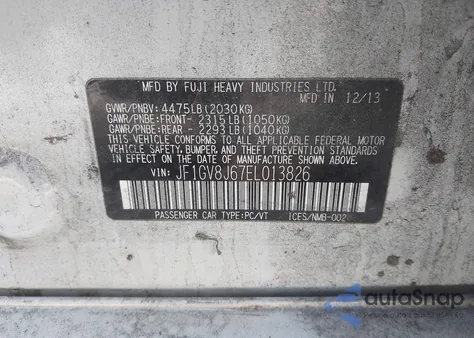 MFD BY FUJI HEAVY INDUSTRIES LTD.
MFD IN 12/13
GVWR/PNBV: 4475LB(2030KG)
GAWR/PNBE:FRONT- 2315LB(1050KG)
GAWR/PNBE:REAR - 2293LB(1040KG)
THIS VEHICLE CONFORMS TO ALL APPLICABLE FEDERAL MOTOR
VEHICLE SAFETY, BUMPER, AND THEFT PREVENTION STANDARDS
IN EFFECT ON THE DATE OF MANUFACTURE SHOWN ABOVE.
VIN: JF1GV8J67EL013826
PASSENGER CAR TYPE:PC/VT ICES/NMB-002
autoSnap